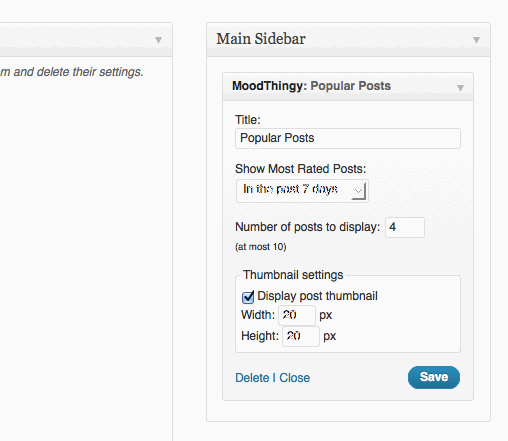 m and delete their settings.
Main Sidebar
MoodThingy: Popular Posts
Title:
Popular Posts
Show Most Rated Posts:
In the past 7 days
Number of posts to display: 4
(at most 10)
Thumbnail settings
Display post thumbnail
Width: 20 px
Height: 20 px
Delete | Close
Save